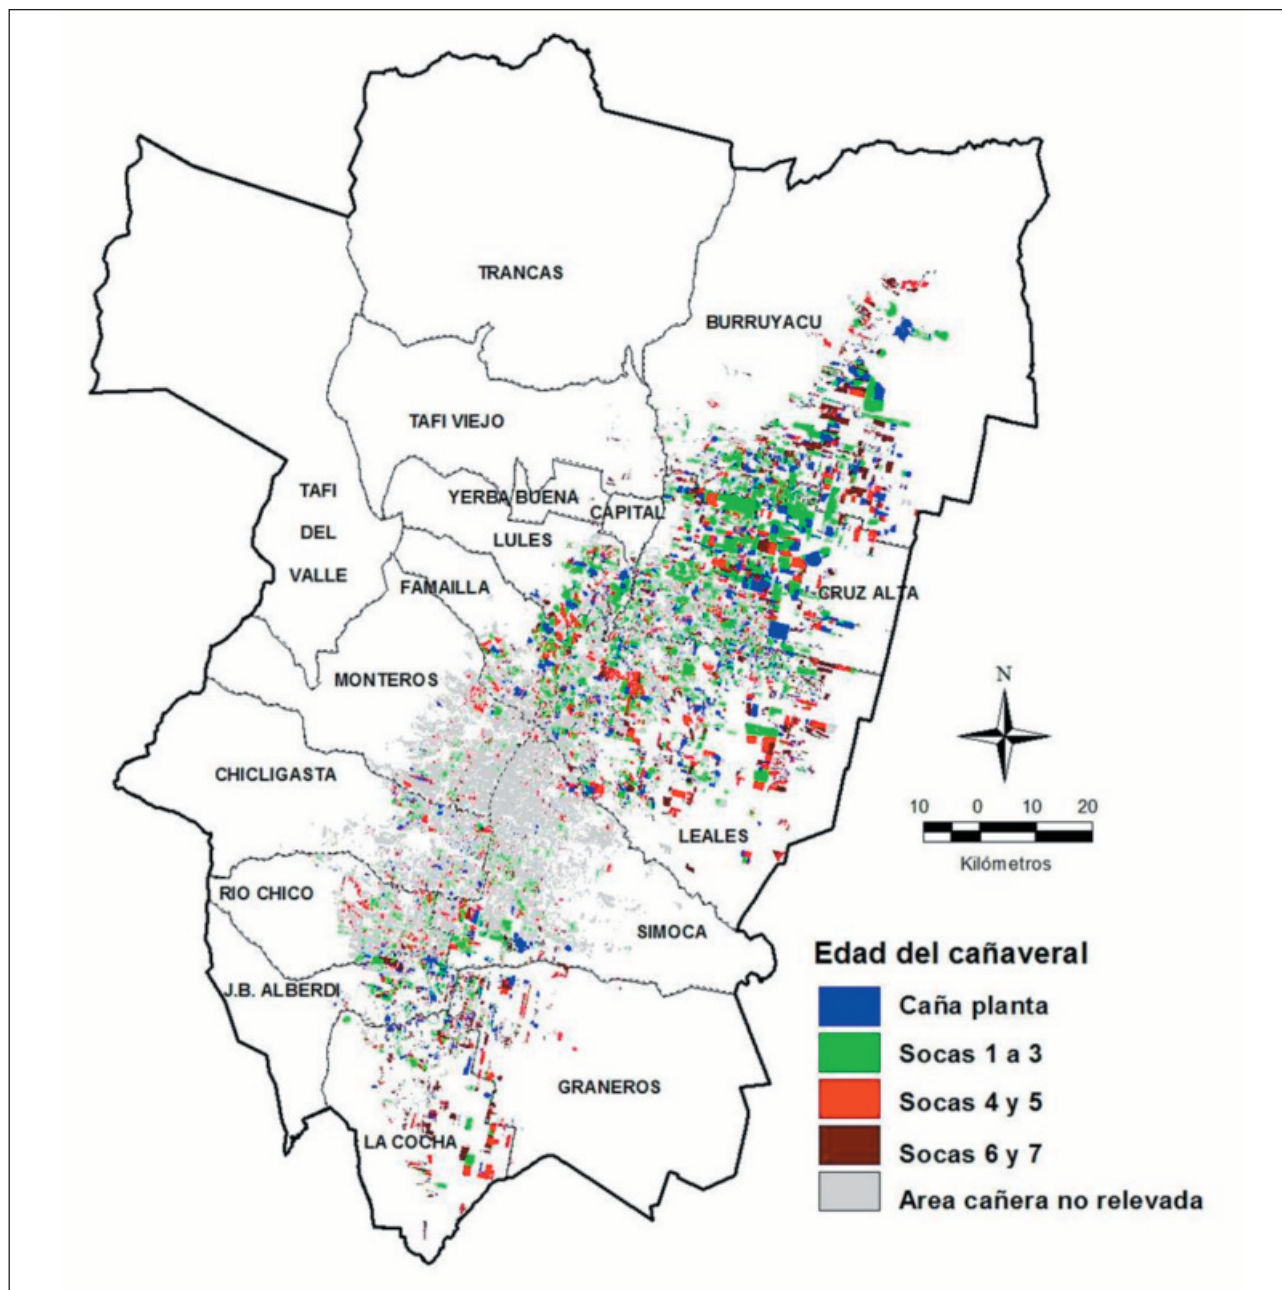 TRANCAS
BURRUYACU
TAFI VIEJO
TAFI
DEL
VALLE
YERBA BUENA
CAPITAL
LULES
FAMAILLA
CRUZ ALTA
MONTEROS
CHICLIGASTA
LEALES
RIO CHICO
SIMOCA
J.B. ALBERDI
GRANEROS
LA COCHA
N
10 0 10 20
Kilómetros
Edad del cañaveral
Caña planta
Socas 1 a 3
Socas 4 y 5
Socas 6 y 7
Area cañera no relevada